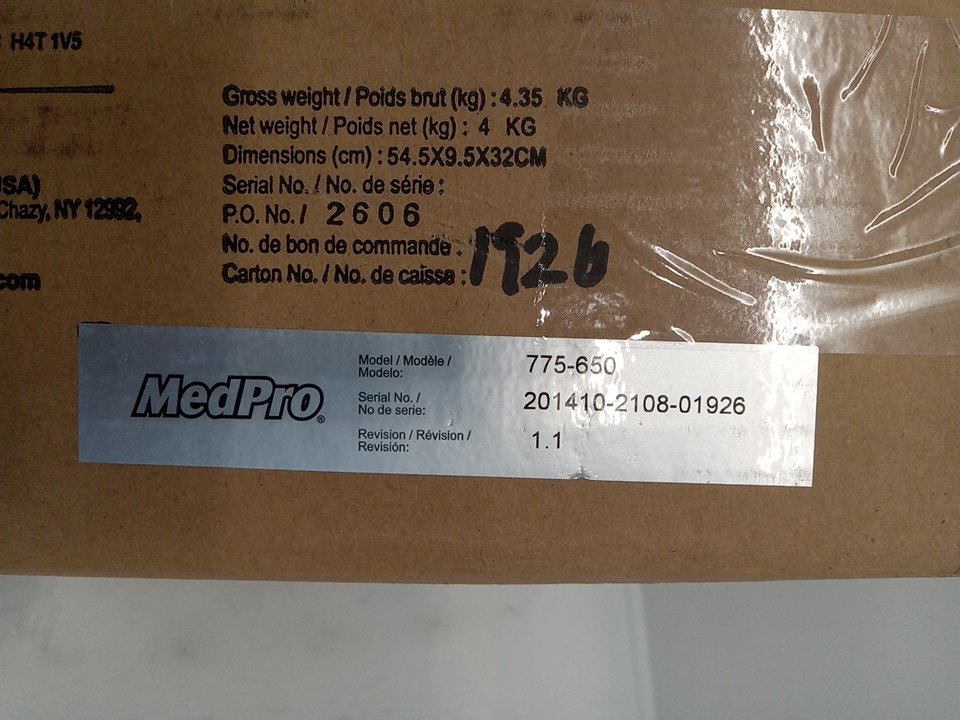 H4T 1V5
Gross weight / Poids brut (kg) : 4.35 KG
Net weight / Poids net (kg) : 4 KG
Dimensions (cm) : 54.5X9.5X32CM
Serial No. / No. de série :
P.O. No. / 2606
No. de bon de commande :
Carton No. / No. de caisse : 1926
USA)
Chazy, NY 12992,
com
MedPro®
Model / Modèle /
Modelo:
775-650
Serial No. /
No de serie:
201410-2108-01926
Revision / Révision /
Revisión:
1.1